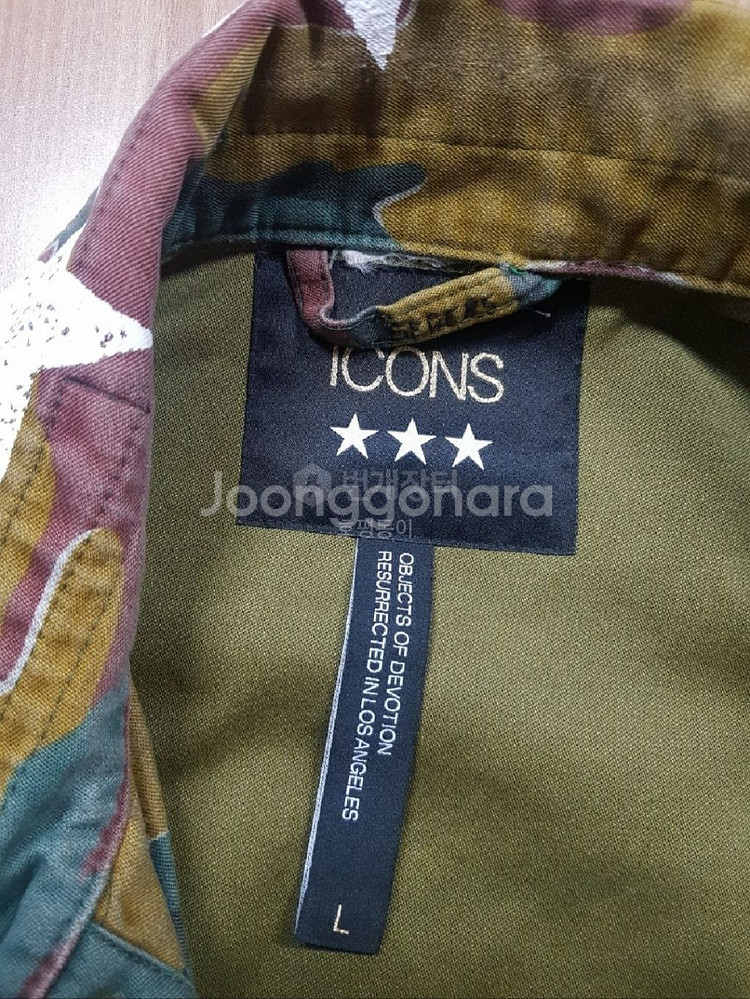 ICONS
★★★
번개장터
Joonggonara
OBJECTS OF DEVOTION
RESURRECTED IN LOS ANGELES
L